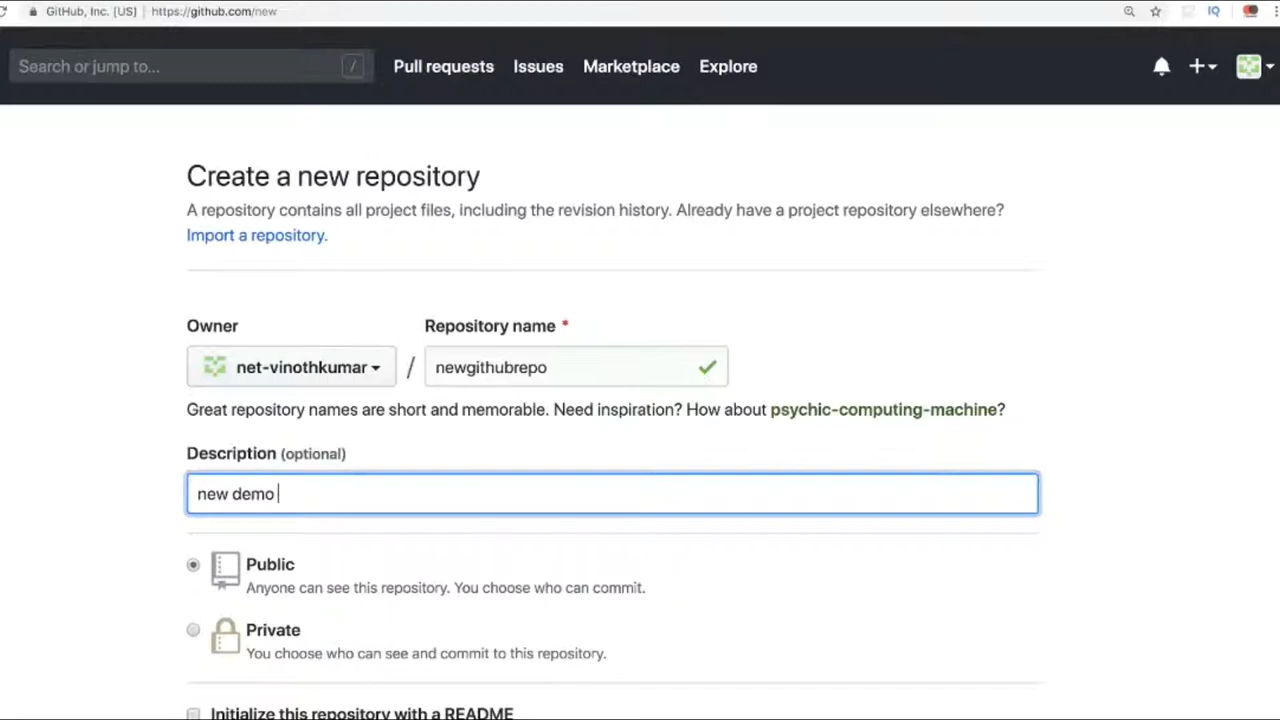 GitHub, Inc. [US] | https://github.com/new
IQ
Search or jump to... /
Pull requests Issues Marketplace Explore
Create a new repository
A repository contains all project files, including the revision history. Already have a project repository elsewhere?
Import a repository.
Owner Repository name *
net-vinothkumar / newgithubrepo
Great repository names are short and memorable. Need inspiration? How about psychic-computing-machine?
Description (optional)
new demo
Public
Anyone can see this repository. You choose who can commit.
Private
You choose who can see and commit to this repository.
Initialize this repository with a README